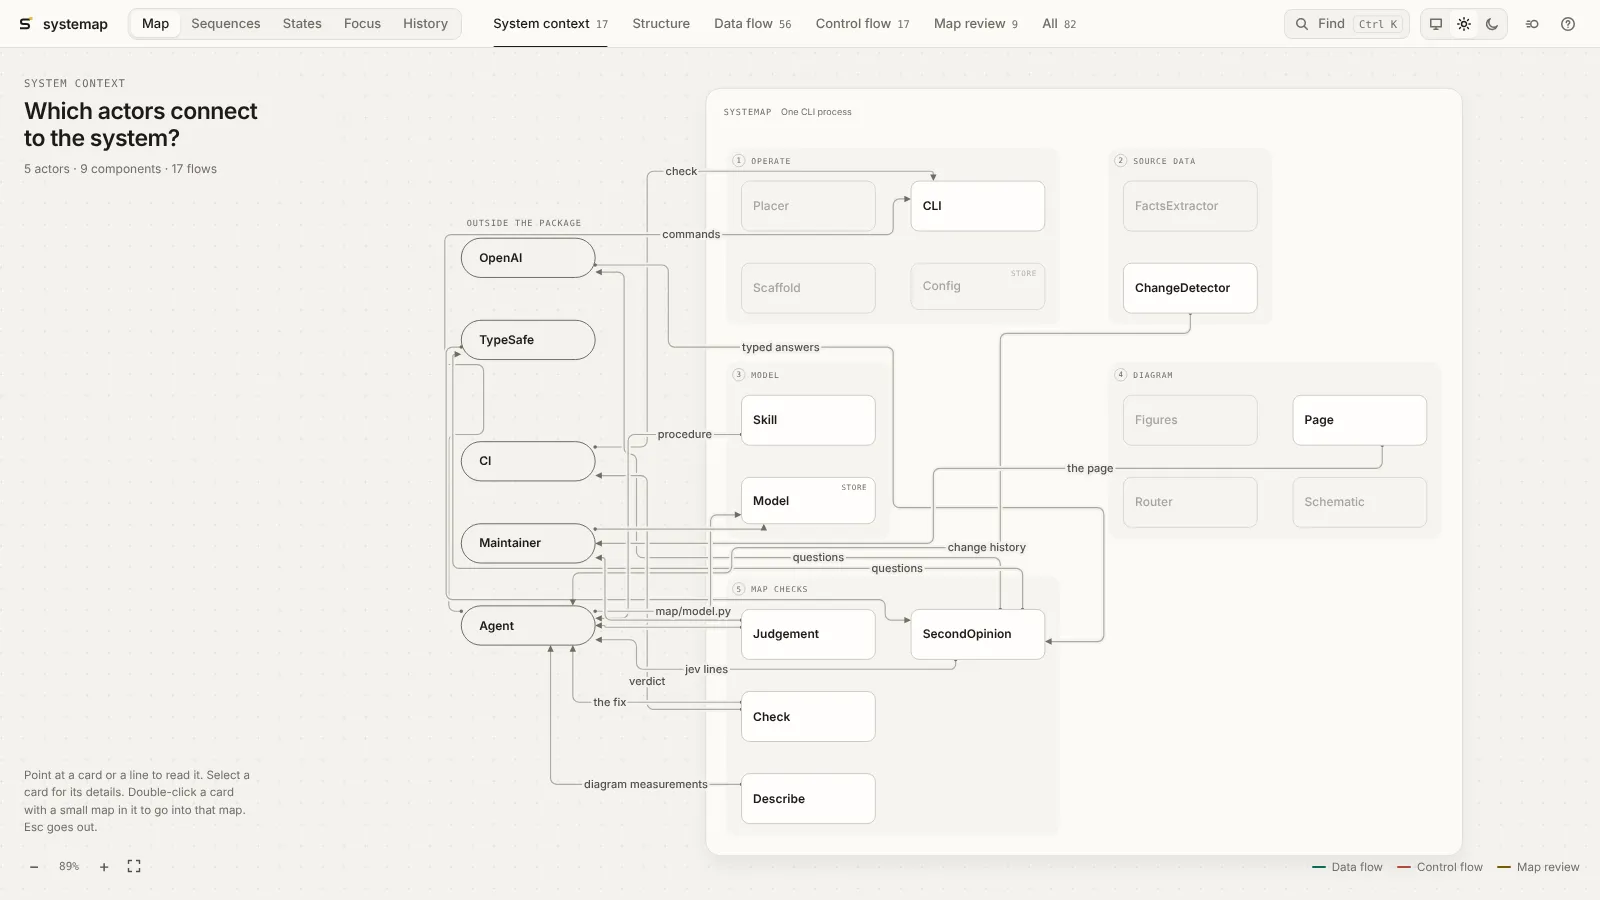 systemap
Map
Sequences
States
Focus
History
System context 17
Structure
Data flow 56
Control flow 17
Map review 9
All 82
Find Ctrl K
SYSTEM CONTEXT
Which actors connect
to the system?
5 actors · 9 components · 17 flows
SYSTEMAP One CLI process
1 OPERATE
2 SOURCE DATA
check
Placer
CLI
FactsExtractor
OUTSIDE THE PACKAGE
commands
OpenAI
Scaffold
STORE
Config
ChangeDetector
TypeSafe
typed answers
3 MODEL
4 DIAGRAM
Skill
Figures
Page
procedure
CI
the page
STORE
Model
Router
Schematic
Maintainer
change history
questions
questions
5 MAP CHECKS
map/model.py
Agent
Judgement
SecondOpinion
jev lines
verdict
the fix
Check
diagram measurements
Describe
Point at a card or a line to read it. Select a
card for its details. Double-click a card
with a small map in it to go into that map.
Esc goes out.
− 89% +
Data flow
Control flow
Map review